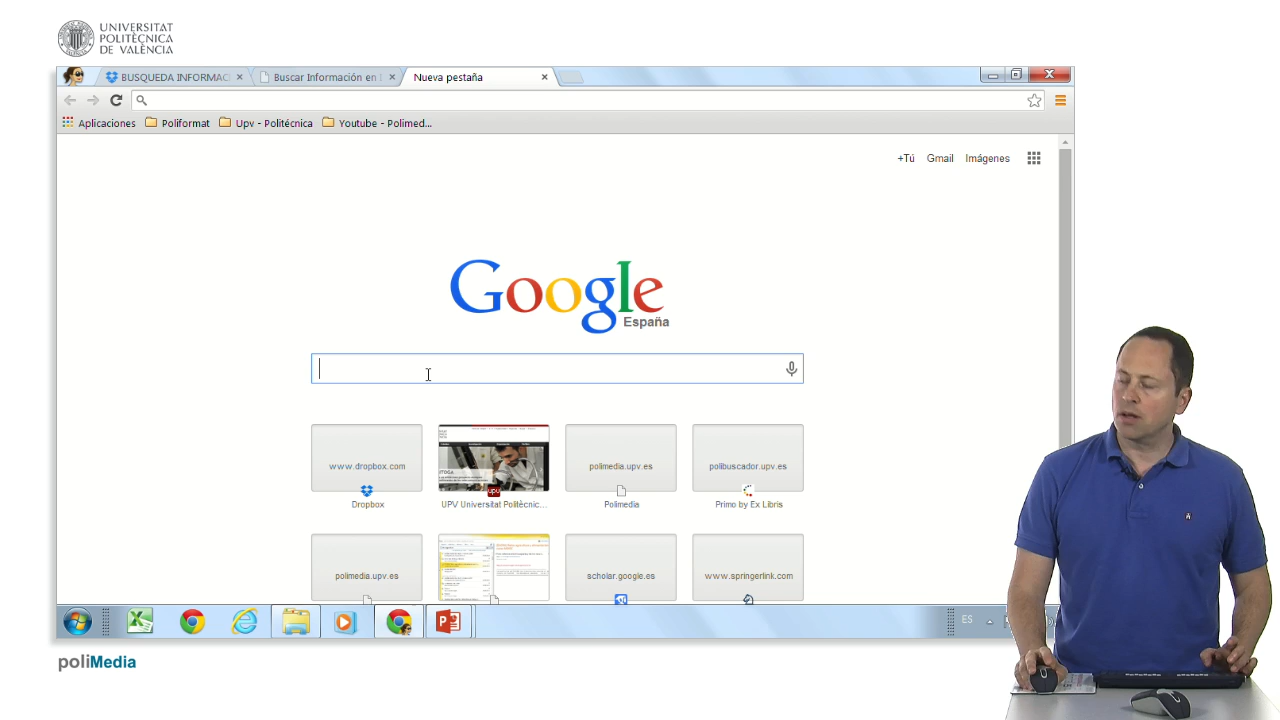 UNIVERSITAT
POLITÈCNICA
DE VALÈNCIA
BUSQUEDA INFORMAC
Buscar Información en
Nueva pestaña
Aplicaciones
Poliformat
Upv - Politécnica
Youtube - Polimed...
+Tú
Gmail
Imágenes
Google
España
www.dropbox.com
polimedia.upv.es
polibuscador.upv.es
Dropbox
UPV Universitat Politècnic...
Polimedia
Primo by Ex Libris
polimedia.upv.es
scholar.google.es
www.springerlink.com
ES
poliMedia